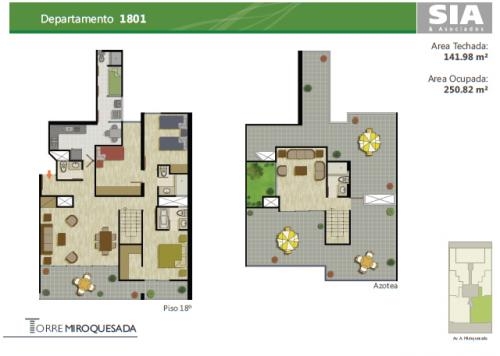 Departamento 1801
SIA
& Asociados
Area Techada:
141.98 m²
Area Ocupada:
250.82 m²
Azotea
Piso 18º
TORRE MIROQUESADA
Av. A. Miroquesada